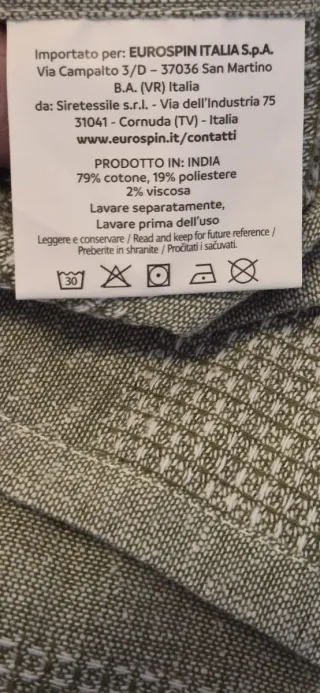 Importato per: EUROSPIN ITALIA S.p.A.
Via Campalto 3/D – 37036 San Martino
B.A. (VR) Italia
da: Siretessile s.r.l. - Via dell'Industria 75
31041 - Cornuda (TV) - Italia
www.eurospin.it/contatti
PRODOTTO IN: INDIA
79% cotone, 19% poliestere
2% viscosa
Lavare separatamente,
Lavare prima dell'uso
Leggere e conservare / Read and keep for future reference /
Preberite in shranite / Pročitati i sačuvati.
30